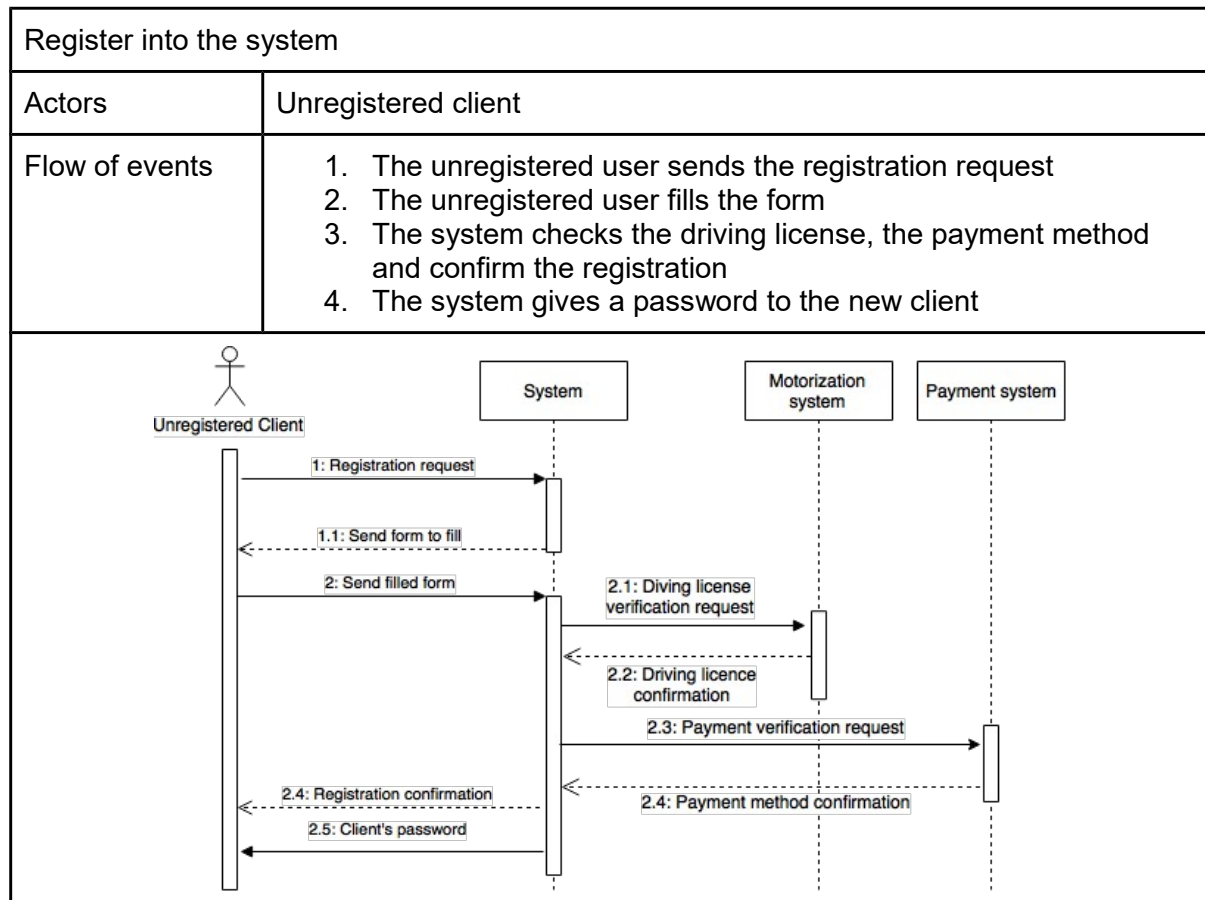 Register into the system
Actors
Unregistered client
Flow of events
1. The unregistered user sends the registration request
2. The unregistered user fills the form
3. The system checks the driving license, the payment method
and confirm the registration
4. The system gives a password to the new client
Unregistered Client
System
Motorization
system
Payment system
1: Registration request
1.1: Send form to fill
2: Send filled form
2.1: Diving license
verification request
2.2: Driving licence
confirmation
2.3: Payment verification request
2.4: Registration confirmation
2.4: Payment method confirmation
2.5: Client's password